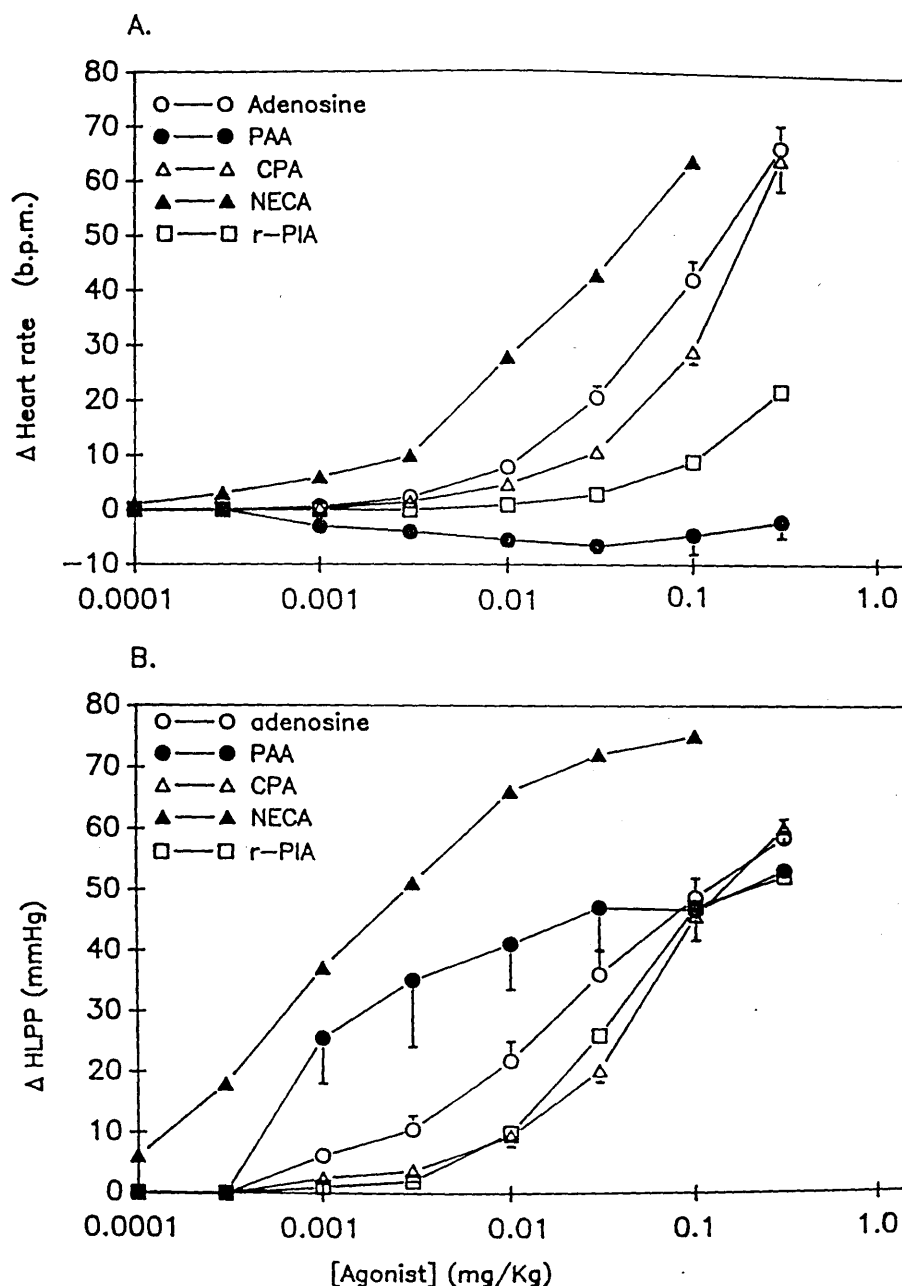 A.
80
70
60
50
40
30
20
10
0
−10
Δ Heart rate (b.p.m.)
Adenosine
PAA
CPA
NECA
r−PIA
0.0001
0.001
0.01
0.1
1.0
B.
80
70
60
50
40
30
20
10
0
Δ HLPP (mmHg)
adenosine
PAA
CPA
NECA
r−PIA
0.0001
0.001
0.01
0.1
1.0
[Agonist] (mg/Kg)